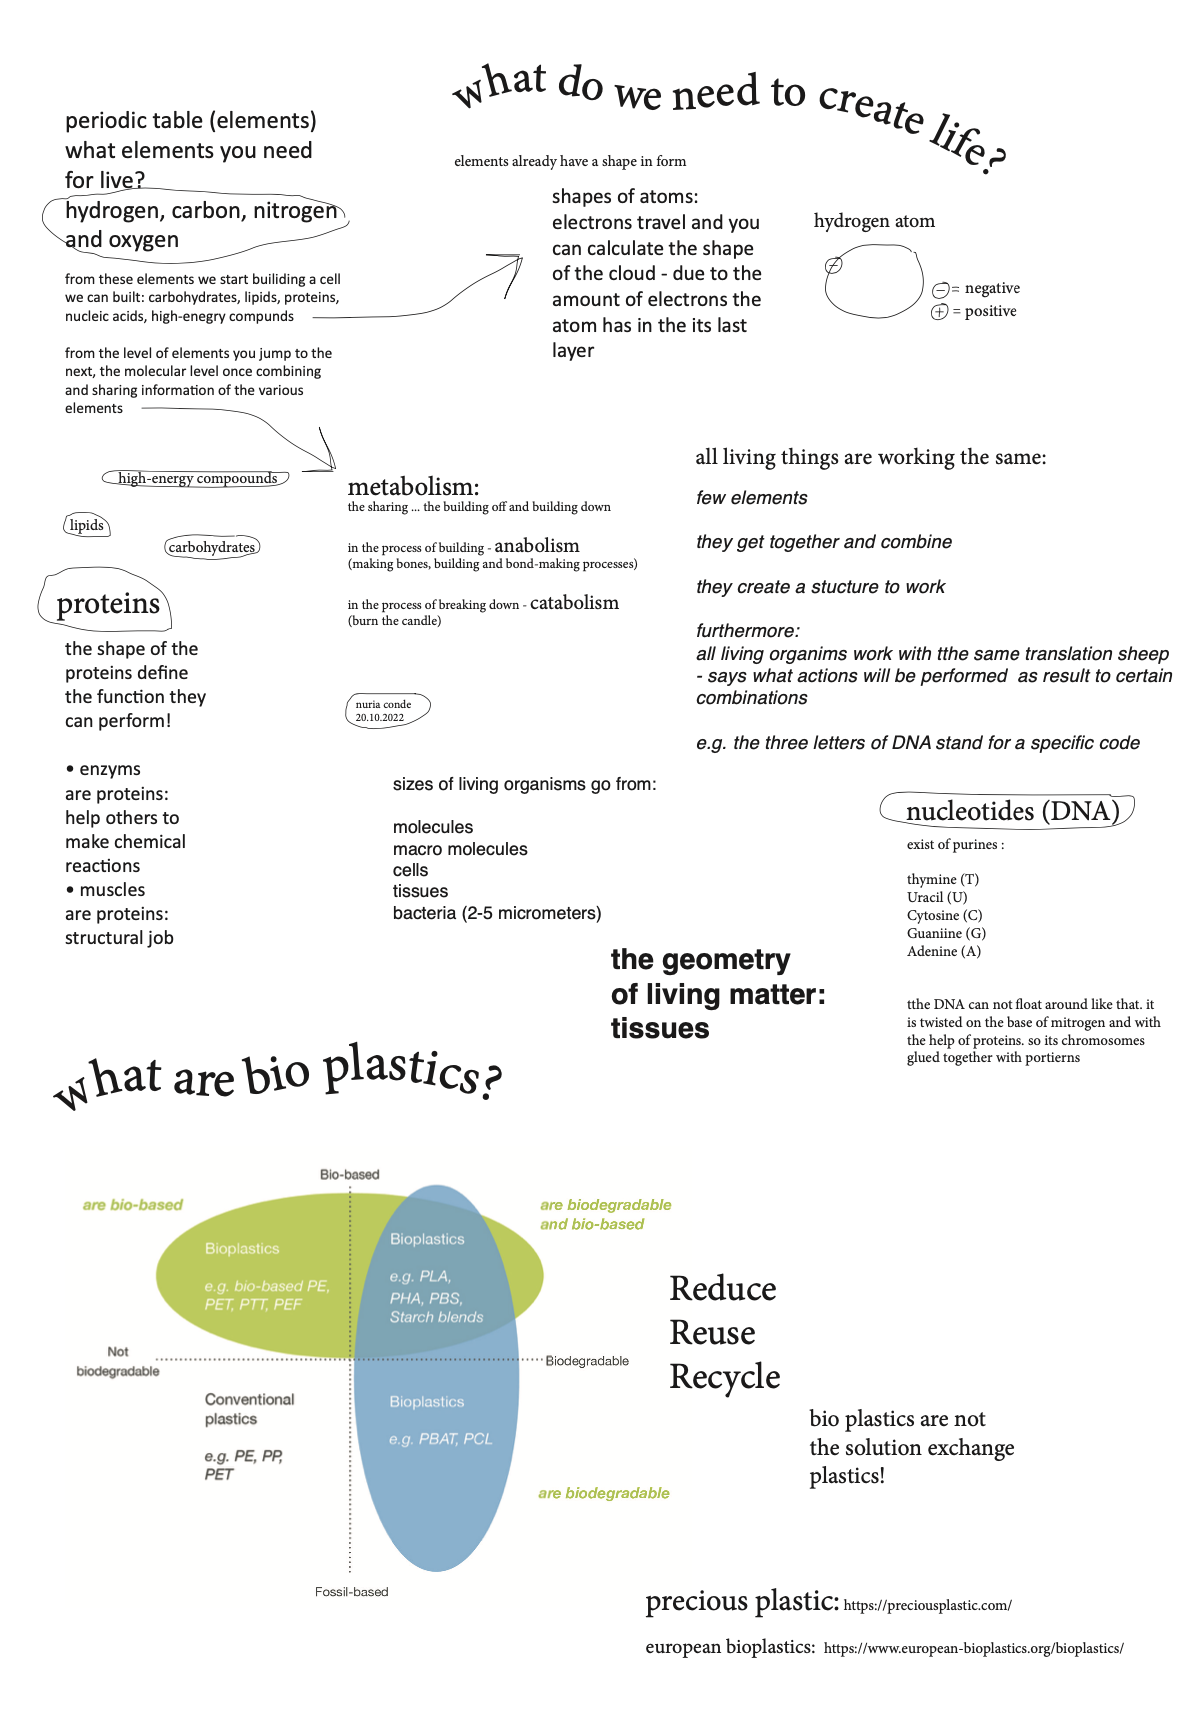 what do we need to create life?
periodic table (elements)
what elements you need
for live?
hydrogen, carbon, nitrogen
and oxygen
from these elements we start builiding a cell
we can built: carbohydrates, lipids, proteins,
nucleic acids, high-enegry compunds
from the level of elements you jump to the
next, the molecular level once combining
and sharing information of the various
elements
elements already have a shape in form
shapes of atoms:
electrons travel and you
can calculate the shape
of the cloud - due to the
amount of electrons the
atom has in the its last
layer
hydrogen atom
−
− = negative
+ = positive
high-energy compoounds
lipids
carbohydrates
proteins
the shape of the
proteins define
the function they
can perform!
• enzyms
are proteins:
help others to
make chemical
reactions
• muscles
are proteins:
structural job
metabolism:
the sharing ... the building off and building down
in the process of building - anabolism
(making bones, building and bond-making processes)
in the process of breaking down - catabolism
(burn the candle)
nuria conde
20.10.2022
all living things are working the same:
few elements
they get together and combine
they create a stucture to work
furthermore:
all living organims work with tthe same translation sheep
- says what actions will be performed as result to certain
combinations
e.g. the three letters of DNA stand for a specific code
sizes of living organisms go from:
molecules
macro molecules
cells
tissues
bacteria (2-5 micrometers)
nucleotides (DNA)
exist of purines :
thymine (T)
Uracil (U)
Cytosine (C)
Guaniine (G)
Adenine (A)
tthe DNA can not float around like that. it
is twisted on the base of mitrogen and with
the help of proteins. so its chromosomes
glued together with portierns
the geometry
of living matter:
tissues
what are bio plastics?
Bio-based
are bio-based
are biodegradable
and bio-based
Bioplastics
e.g. bio-based PE,
PET, PTT, PEF
Bioplastics
e.g. PLA,
PHA, PBS,
Starch blends
Not
biodegradable
Biodegradable
Conventional
plastics
e.g. PE, PP,
PET
Bioplastics
e.g. PBAT, PCL
are biodegradable
Fossil-based
Reduce
Reuse
Recycle
bio plastics are not
the solution exchange
plastics!
precious plastic: https://preciousplastic.com/
european bioplastics: https://www.european-bioplastics.org/bioplastics/